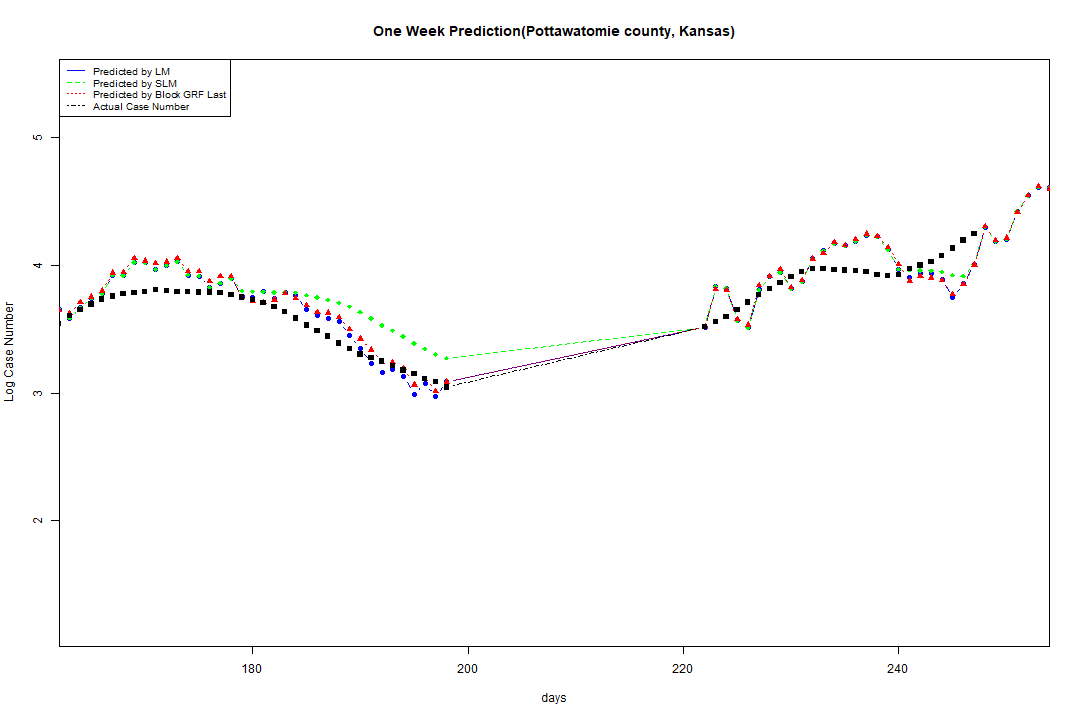 One Week Prediction(Pottawatomie county, Kansas)
Predicted by LM
Predicted by SLM
Predicted by Block GRF Last
Actual Case Number
5
4
3
2
Log Case Number
180 200 220 240
days